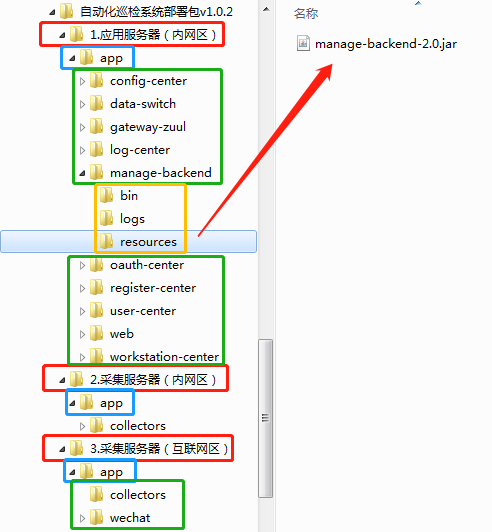 自动化巡检系统部署包v1.0.2
1.应用服务器（内网区）
app
config-center
data-switch
gateway-zuul
log-center
manage-backend
bin
logs
resources
oauth-center
register-center
user-center
web
workstation-center
2.采集服务器（内网区）
app
collectors
3.采集服务器（互联网区）
app
collectors
wechat
名称
manage-backend-2.0.jar